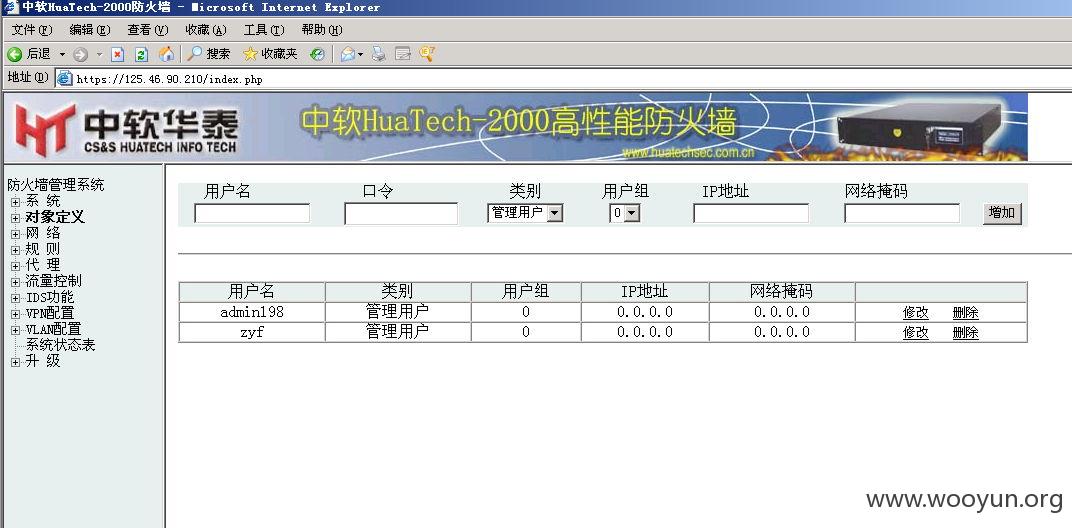 中软HuaTech-2000防火墙 - Microsoft Internet Explorer
文件(F) 编辑(E) 查看(V) 收藏(A) 工具(T) 帮助(H)
后退 搜索 收藏夹
地址(D) https://125.46.90.210/index.php
HT 中软华泰 CS&S HUATECH INFO TECH
中软HuaTech-2000高性能防火墙
www.huatechsec.com.cn
防火墙管理系统
系 统
对象定义
网 络
规 则
代 理
流量控制
IDS功能
VPN配置
VLAN配置
系统状态表
升 级
用户名 口令 类别 用户组 IP地址 网络掩码
管理用户 0 增加
用户名 类别 用户组 IP地址 网络掩码
admin198 管理用户 0 0.0.0.0 0.0.0.0 修改 删除
zyf 管理用户 0 0.0.0.0 0.0.0.0 修改 删除
www.wooyun.org